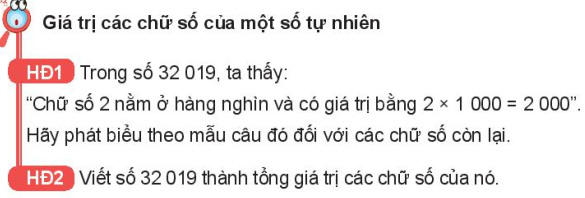 Giá trị các chữ số của một số tự nhiên
HĐ1 Trong số 32 019, ta thấy:
“Chữ số 2 nằm ở hàng nghìn và có giá trị bằng 2 × 1 000 = 2 000”.
Hãy phát biểu theo mẫu câu đó đối với các chữ số còn lại.
HĐ2 Viết số 32 019 thành tổng giá trị các chữ số của nó.